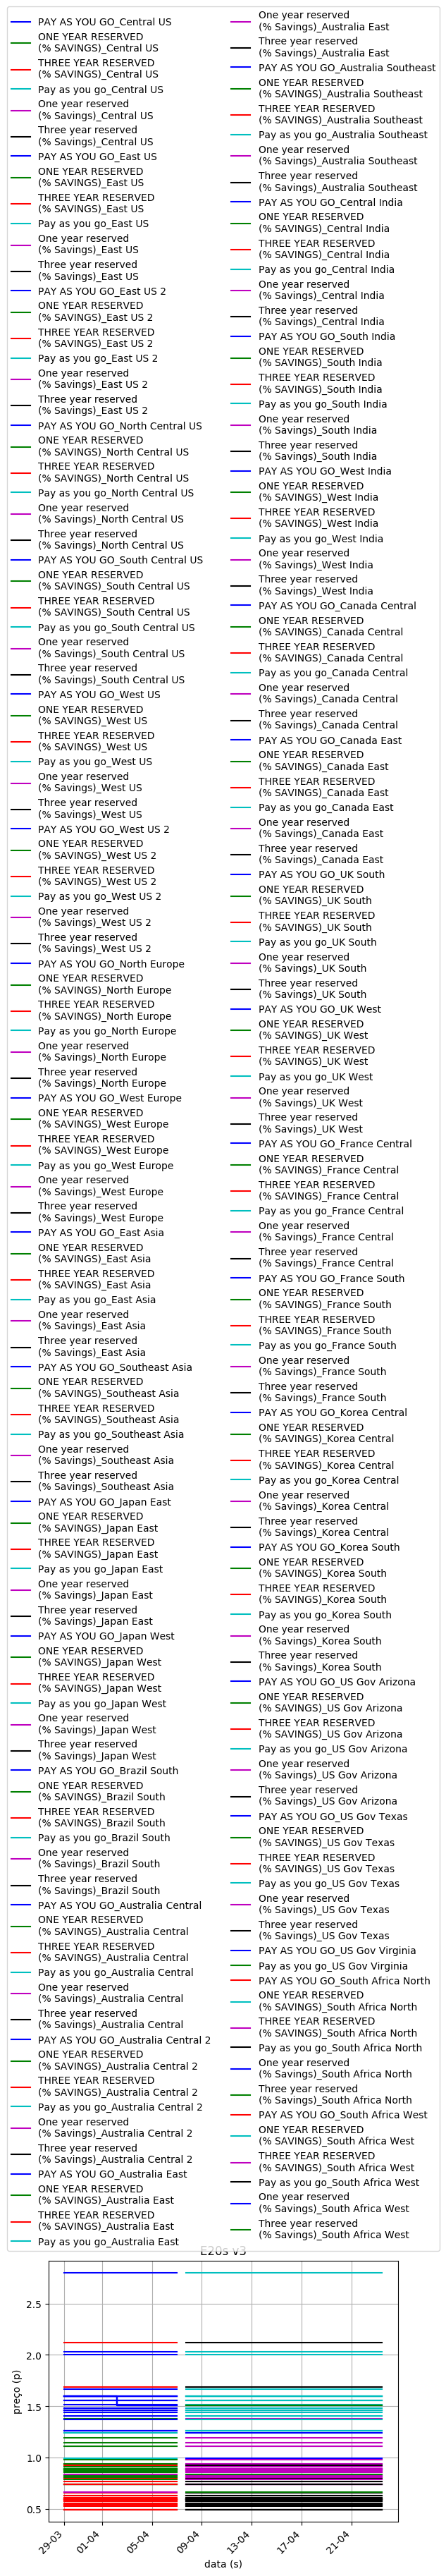 PAY AS YOU GO_Central US
ONE YEAR RESERVED
(% SAVINGS)_Central US
THREE YEAR RESERVED
(% SAVINGS)_Central US
Pay as you go_Central US
One year reserved
(% Savings)_Central US
Three year reserved
(% Savings)_Central US
PAY AS YOU GO_East US
ONE YEAR RESERVED
(% SAVINGS)_East US
THREE YEAR RESERVED
(% SAVINGS)_East US
Pay as you go_East US
One year reserved
(% Savings)_East US
Three year reserved
(% Savings)_East US
PAY AS YOU GO_East US 2
ONE YEAR RESERVED
(% SAVINGS)_East US 2
THREE YEAR RESERVED
(% SAVINGS)_East US 2
Pay as you go_East US 2
One year reserved
(% Savings)_East US 2
Three year reserved
(% Savings)_East US 2
PAY AS YOU GO_North Central US
ONE YEAR RESERVED
(% SAVINGS)_North Central US
THREE YEAR RESERVED
(% SAVINGS)_North Central US
Pay as you go_North Central US
One year reserved
(% Savings)_North Central US
Three year reserved
(% Savings)_North Central US
PAY AS YOU GO_South Central US
ONE YEAR RESERVED
(% SAVINGS)_South Central US
THREE YEAR RESERVED
(% SAVINGS)_South Central US
Pay as you go_South Central US
One year reserved
(% Savings)_South Central US
Three year reserved
(% Savings)_South Central US
PAY AS YOU GO_West US
ONE YEAR RESERVED
(% SAVINGS)_West US
THREE YEAR RESERVED
(% SAVINGS)_West US
Pay as you go_West US
One year reserved
(% Savings)_West US
Three year reserved
(% Savings)_West US
PAY AS YOU GO_West US 2
ONE YEAR RESERVED
(% SAVINGS)_West US 2
THREE YEAR RESERVED
(% SAVINGS)_West US 2
Pay as you go_West US 2
One year reserved
(% Savings)_West US 2
Three year reserved
(% Savings)_West US 2
PAY AS YOU GO_North Europe
ONE YEAR RESERVED
(% SAVINGS)_North Europe
THREE YEAR RESERVED
(% SAVINGS)_North Europe
Pay as you go_North Europe
One year reserved
(% Savings)_North Europe
Three year reserved
(% Savings)_North Europe
PAY AS YOU GO_West Europe
ONE YEAR RESERVED
(% SAVINGS)_West Europe
THREE YEAR RESERVED
(% SAVINGS)_West Europe
Pay as you go_West Europe
One year reserved
(% Savings)_West Europe
Three year reserved
(% Savings)_West Europe
PAY AS YOU GO_East Asia
ONE YEAR RESERVED
(% SAVINGS)_East Asia
THREE YEAR RESERVED
(% SAVINGS)_East Asia
Pay as you go_East Asia
One year reserved
(% Savings)_East Asia
Three year reserved
(% Savings)_East Asia
PAY AS YOU GO_Southeast Asia
ONE YEAR RESERVED
(% SAVINGS)_Southeast Asia
THREE YEAR RESERVED
(% SAVINGS)_Southeast Asia
Pay as you go_Southeast Asia
One year reserved
(% Savings)_Southeast Asia
Three year reserved
(% Savings)_Southeast Asia
PAY AS YOU GO_Japan East
ONE YEAR RESERVED
(% SAVINGS)_Japan East
THREE YEAR RESERVED
(% SAVINGS)_Japan East
Pay as you go_Japan East
One year reserved
(% Savings)_Japan East
Three year reserved
(% Savings)_Japan East
PAY AS YOU GO_Japan West
ONE YEAR RESERVED
(% SAVINGS)_Japan West
THREE YEAR RESERVED
(% SAVINGS)_Japan West
Pay as you go_Japan West
One year reserved
(% Savings)_Japan West
Three year reserved
(% Savings)_Japan West
PAY AS YOU GO_Brazil South
ONE YEAR RESERVED
(% SAVINGS)_Brazil South
THREE YEAR RESERVED
(% SAVINGS)_Brazil South
Pay as you go_Brazil South
One year reserved
(% Savings)_Brazil South
Three year reserved
(% Savings)_Brazil South
PAY AS YOU GO_Australia Central
ONE YEAR RESERVED
(% SAVINGS)_Australia Central
THREE YEAR RESERVED
(% SAVINGS)_Australia Central
Pay as you go_Australia Central
One year reserved
(% Savings)_Australia Central
Three year reserved
(% Savings)_Australia Central
PAY AS YOU GO_Australia Central 2
ONE YEAR RESERVED
(% SAVINGS)_Australia Central 2
THREE YEAR RESERVED
(% SAVINGS)_Australia Central 2
Pay as you go_Australia Central 2
One year reserved
(% Savings)_Australia Central 2
Three year reserved
(% Savings)_Australia Central 2
PAY AS YOU GO_Australia East
ONE YEAR RESERVED
(% SAVINGS)_Australia East
THREE YEAR RESERVED
(% SAVINGS)_Australia East
Pay as you go_Australia East
One year reserved
(% Savings)_Australia East
Three year reserved
(% Savings)_Australia East
PAY AS YOU GO_Australia Southeast
ONE YEAR RESERVED
(% SAVINGS)_Australia Southeast
THREE YEAR RESERVED
(% SAVINGS)_Australia Southeast
Pay as you go_Australia Southeast
One year reserved
(% Savings)_Australia Southeast
Three year reserved
(% Savings)_Australia Southeast
PAY AS YOU GO_Central India
ONE YEAR RESERVED
(% SAVINGS)_Central India
THREE YEAR RESERVED
(% SAVINGS)_Central India
Pay as you go_Central India
One year reserved
(% Savings)_Central India
Three year reserved
(% Savings)_Central India
PAY AS YOU GO_South India
ONE YEAR RESERVED
(% SAVINGS)_South India
THREE YEAR RESERVED
(% SAVINGS)_South India
Pay as you go_South India
One year reserved
(% Savings)_South India
Three year reserved
(% Savings)_South India
PAY AS YOU GO_West India
ONE YEAR RESERVED
(% SAVINGS)_West India
THREE YEAR RESERVED
(% SAVINGS)_West India
Pay as you go_West India
One year reserved
(% Savings)_West India
Three year reserved
(% Savings)_West India
PAY AS YOU GO_Canada Central
ONE YEAR RESERVED
(% SAVINGS)_Canada Central
THREE YEAR RESERVED
(% SAVINGS)_Canada Central
Pay as you go_Canada Central
One year reserved
(% Savings)_Canada Central
Three year reserved
(% Savings)_Canada Central
PAY AS YOU GO_Canada East
ONE YEAR RESERVED
(% SAVINGS)_Canada East
THREE YEAR RESERVED
(% SAVINGS)_Canada East
Pay as you go_Canada East
One year reserved
(% Savings)_Canada East
Three year reserved
(% Savings)_Canada East
PAY AS YOU GO_UK South
ONE YEAR RESERVED
(% SAVINGS)_UK South
THREE YEAR RESERVED
(% SAVINGS)_UK South
Pay as you go_UK South
One year reserved
(% Savings)_UK South
Three year reserved
(% Savings)_UK South
PAY AS YOU GO_UK West
ONE YEAR RESERVED
(% SAVINGS)_UK West
THREE YEAR RESERVED
(% SAVINGS)_UK West
Pay as you go_UK West
One year reserved
(% Savings)_UK West
Three year reserved
(% Savings)_UK West
PAY AS YOU GO_France Central
ONE YEAR RESERVED
(% SAVINGS)_France Central
THREE YEAR RESERVED
(% SAVINGS)_France Central
Pay as you go_France Central
One year reserved
(% Savings)_France Central
Three year reserved
(% Savings)_France Central
PAY AS YOU GO_France South
ONE YEAR RESERVED
(% SAVINGS)_France South
THREE YEAR RESERVED
(% SAVINGS)_France South
Pay as you go_France South
One year reserved
(% Savings)_France South
Three year reserved
(% Savings)_France South
PAY AS YOU GO_Korea Central
ONE YEAR RESERVED
(% SAVINGS)_Korea Central
THREE YEAR RESERVED
(% SAVINGS)_Korea Central
Pay as you go_Korea Central
One year reserved
(% Savings)_Korea Central
Three year reserved
(% Savings)_Korea Central
PAY AS YOU GO_Korea South
ONE YEAR RESERVED
(% SAVINGS)_Korea South
THREE YEAR RESERVED
(% SAVINGS)_Korea South
Pay as you go_Korea South
One year reserved
(% Savings)_Korea South
Three year reserved
(% Savings)_Korea South
PAY AS YOU GO_US Gov Arizona
ONE YEAR RESERVED
(% SAVINGS)_US Gov Arizona
THREE YEAR RESERVED
(% SAVINGS)_US Gov Arizona
Pay as you go_US Gov Arizona
One year reserved
(% Savings)_US Gov Arizona
Three year reserved
(% Savings)_US Gov Arizona
PAY AS YOU GO_US Gov Texas
ONE YEAR RESERVED
(% SAVINGS)_US Gov Texas
THREE YEAR RESERVED
(% SAVINGS)_US Gov Texas
Pay as you go_US Gov Texas
One year reserved
(% Savings)_US Gov Texas
Three year reserved
(% Savings)_US Gov Texas
PAY AS YOU GO_US Gov Virginia
Pay as you go_US Gov Virginia
PAY AS YOU GO_South Africa North
ONE YEAR RESERVED
(% SAVINGS)_South Africa North
THREE YEAR RESERVED
(% SAVINGS)_South Africa North
Pay as you go_South Africa North
One year reserved
(% Savings)_South Africa North
Three year reserved
(% Savings)_South Africa North
PAY AS YOU GO_South Africa West
ONE YEAR RESERVED
(% SAVINGS)_South Africa West
THREE YEAR RESERVED
(% SAVINGS)_South Africa West
Pay as you go_South Africa West
One year reserved
(% Savings)_South Africa West
Three year reserved
(% Savings)_South Africa West
E20s v3
2.5
2.0
1.5
1.0
0.5
preço (p)
29-03
01-04
05-04
09-04
13-04
17-04
21-04
data (s)